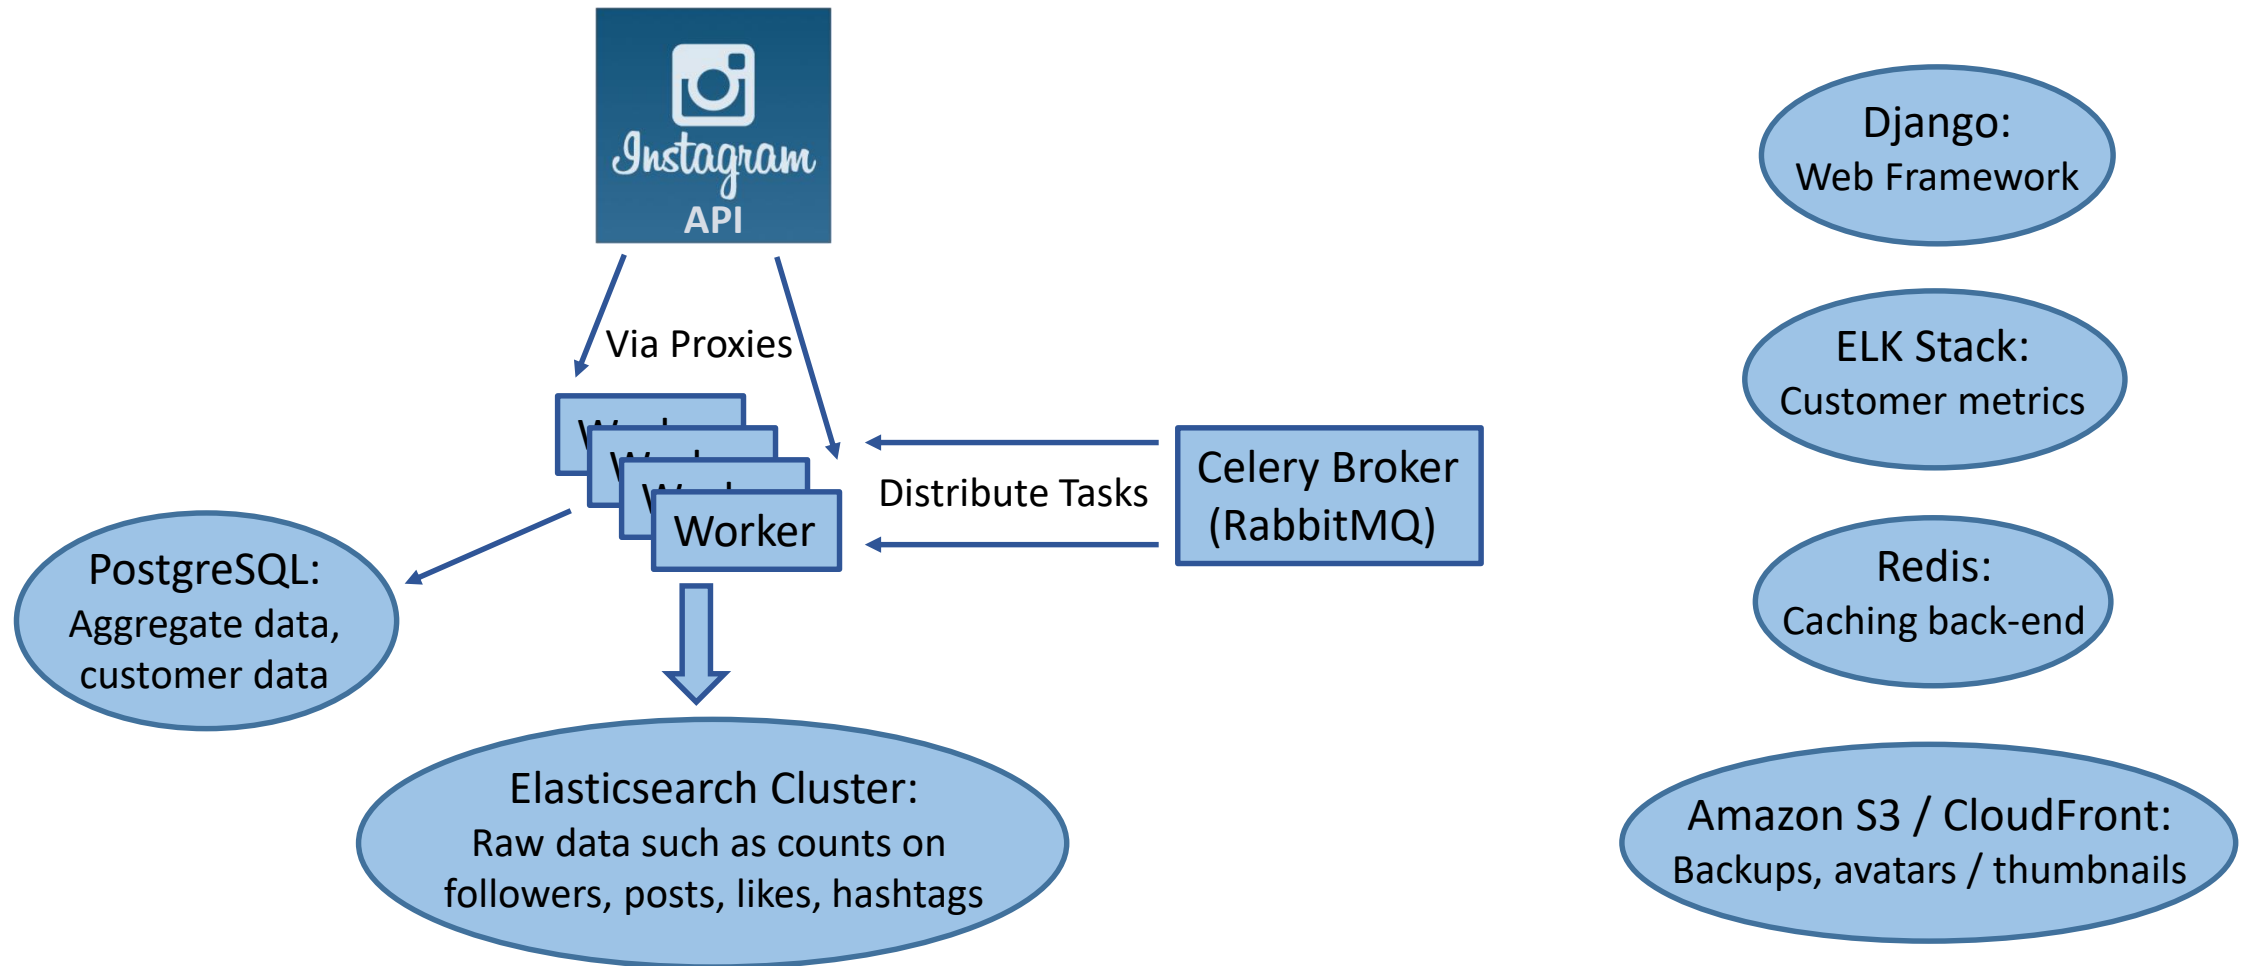 Instagram
API
Via Proxies
Worker
Distribute Tasks
Celery Broker
(RabbitMQ)
PostgreSQL:
Aggregate data,
customer data
Elasticsearch Cluster:
Raw data such as counts on
followers, posts, likes, hashtags
Django:
Web Framework
ELK Stack:
Customer metrics
Redis:
Caching back-end
Amazon S3 / CloudFront:
Backups, avatars / thumbnails